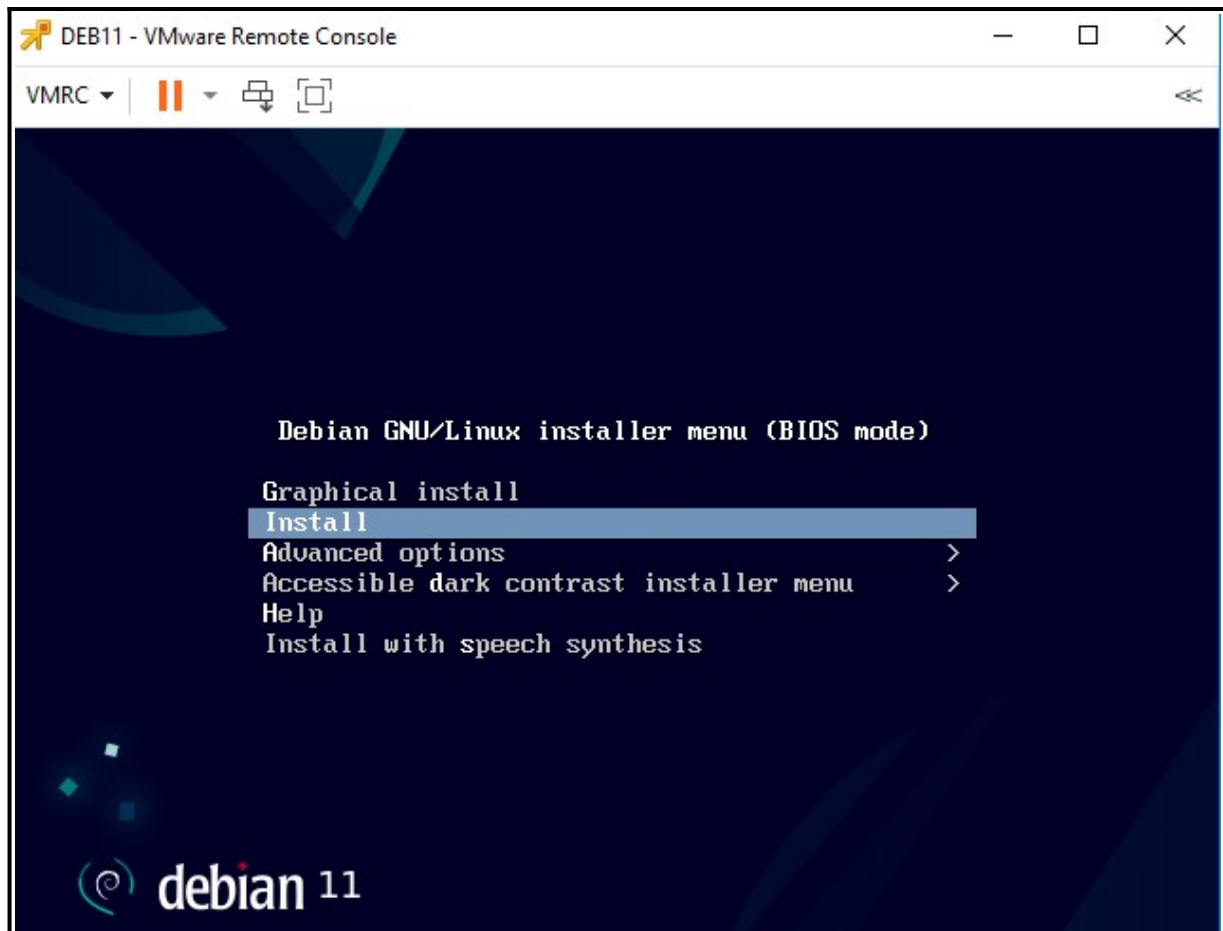 DEB11 - VMware Remote Console
VMRC
Debian GNU/Linux installer menu (BIOS mode)
Graphical install
Install
Advanced options >
Accessible dark contrast installer menu >
Help
Install with speech synthesis
debian 11